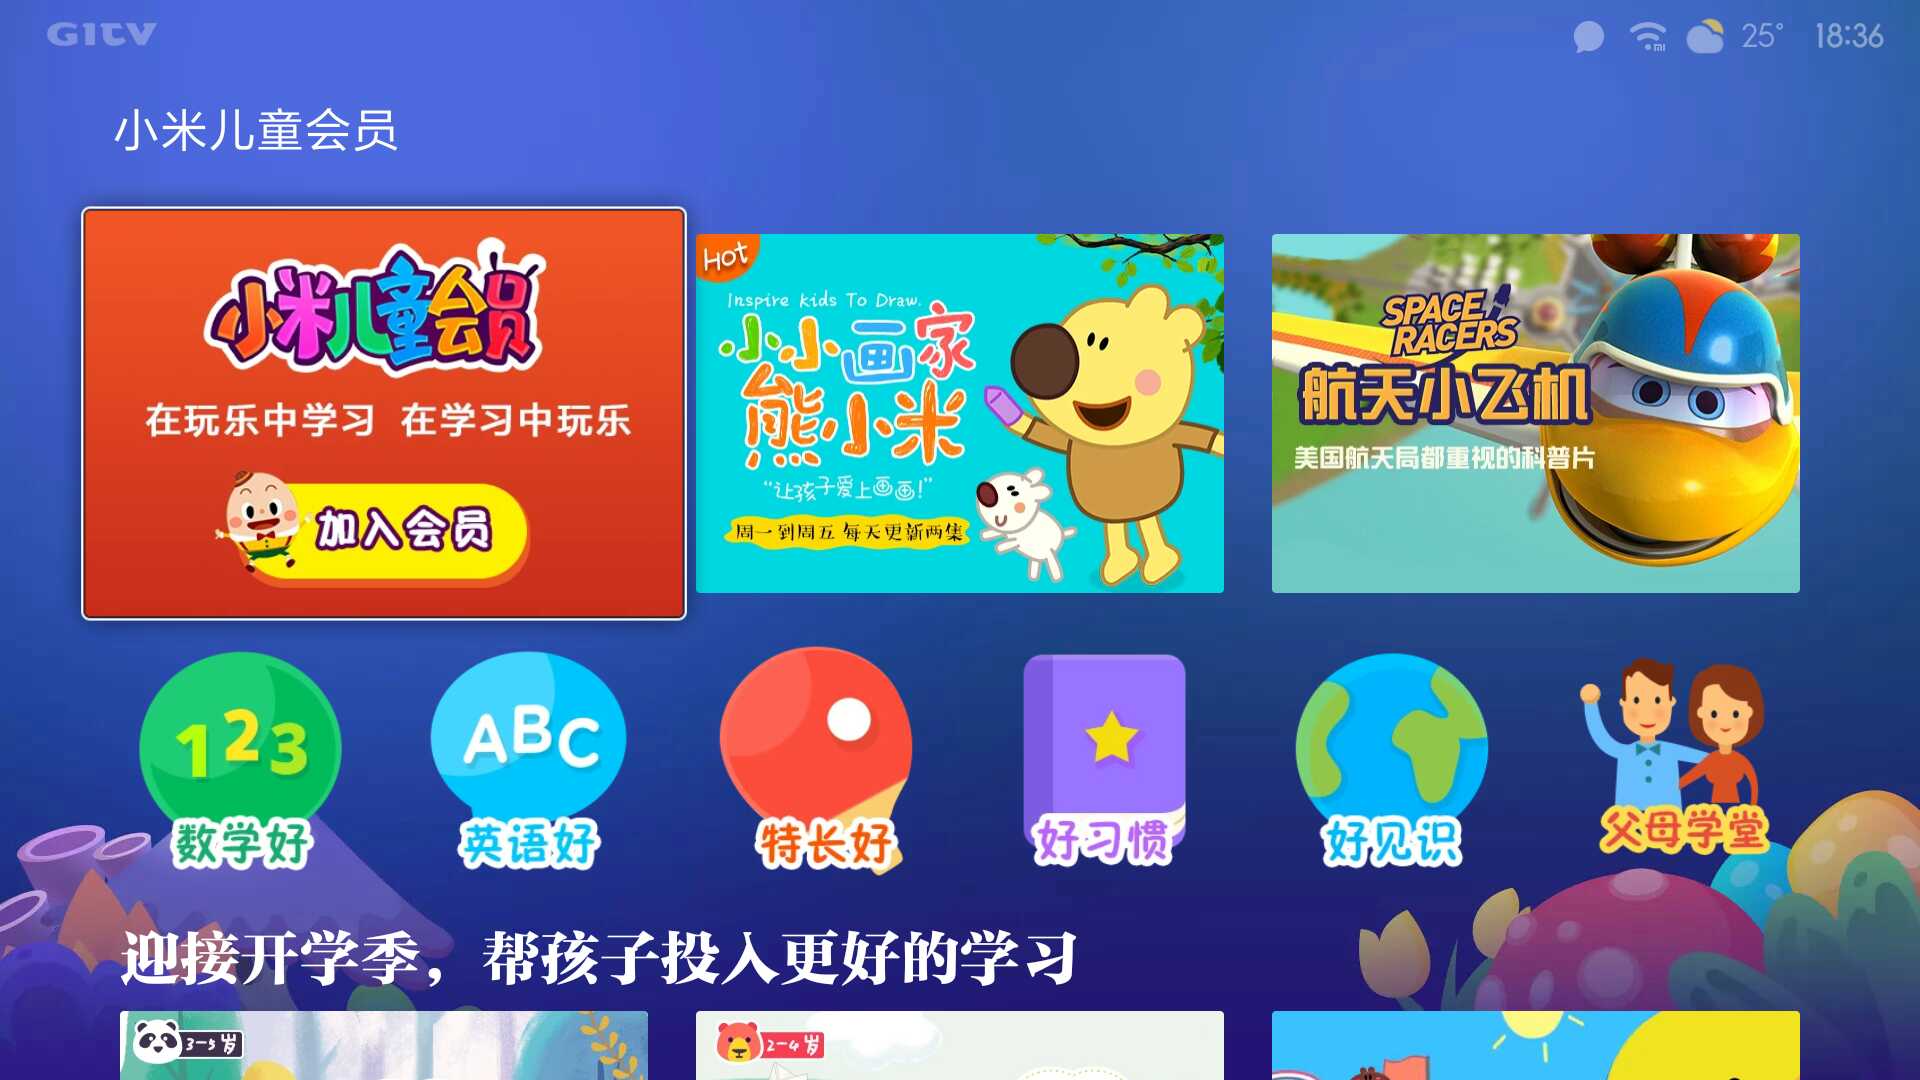 GITV
25° 18:36
小米儿童会员
小米儿童会员
在玩乐中学习 在学习中玩乐
加入会员
Hot
Inspire kids To Draw.
小小画家
熊小米
“让孩子爱上画画!”
周一到周五 每天更新两集
SPACE
RACERS
航天小飞机
美国航天局都重视的科普片
123
ABC
数学好
英语好
特长好
好习惯
好见识
父母学堂
迎接开学季，帮孩子投入更好的学习
3-5岁
2-4岁